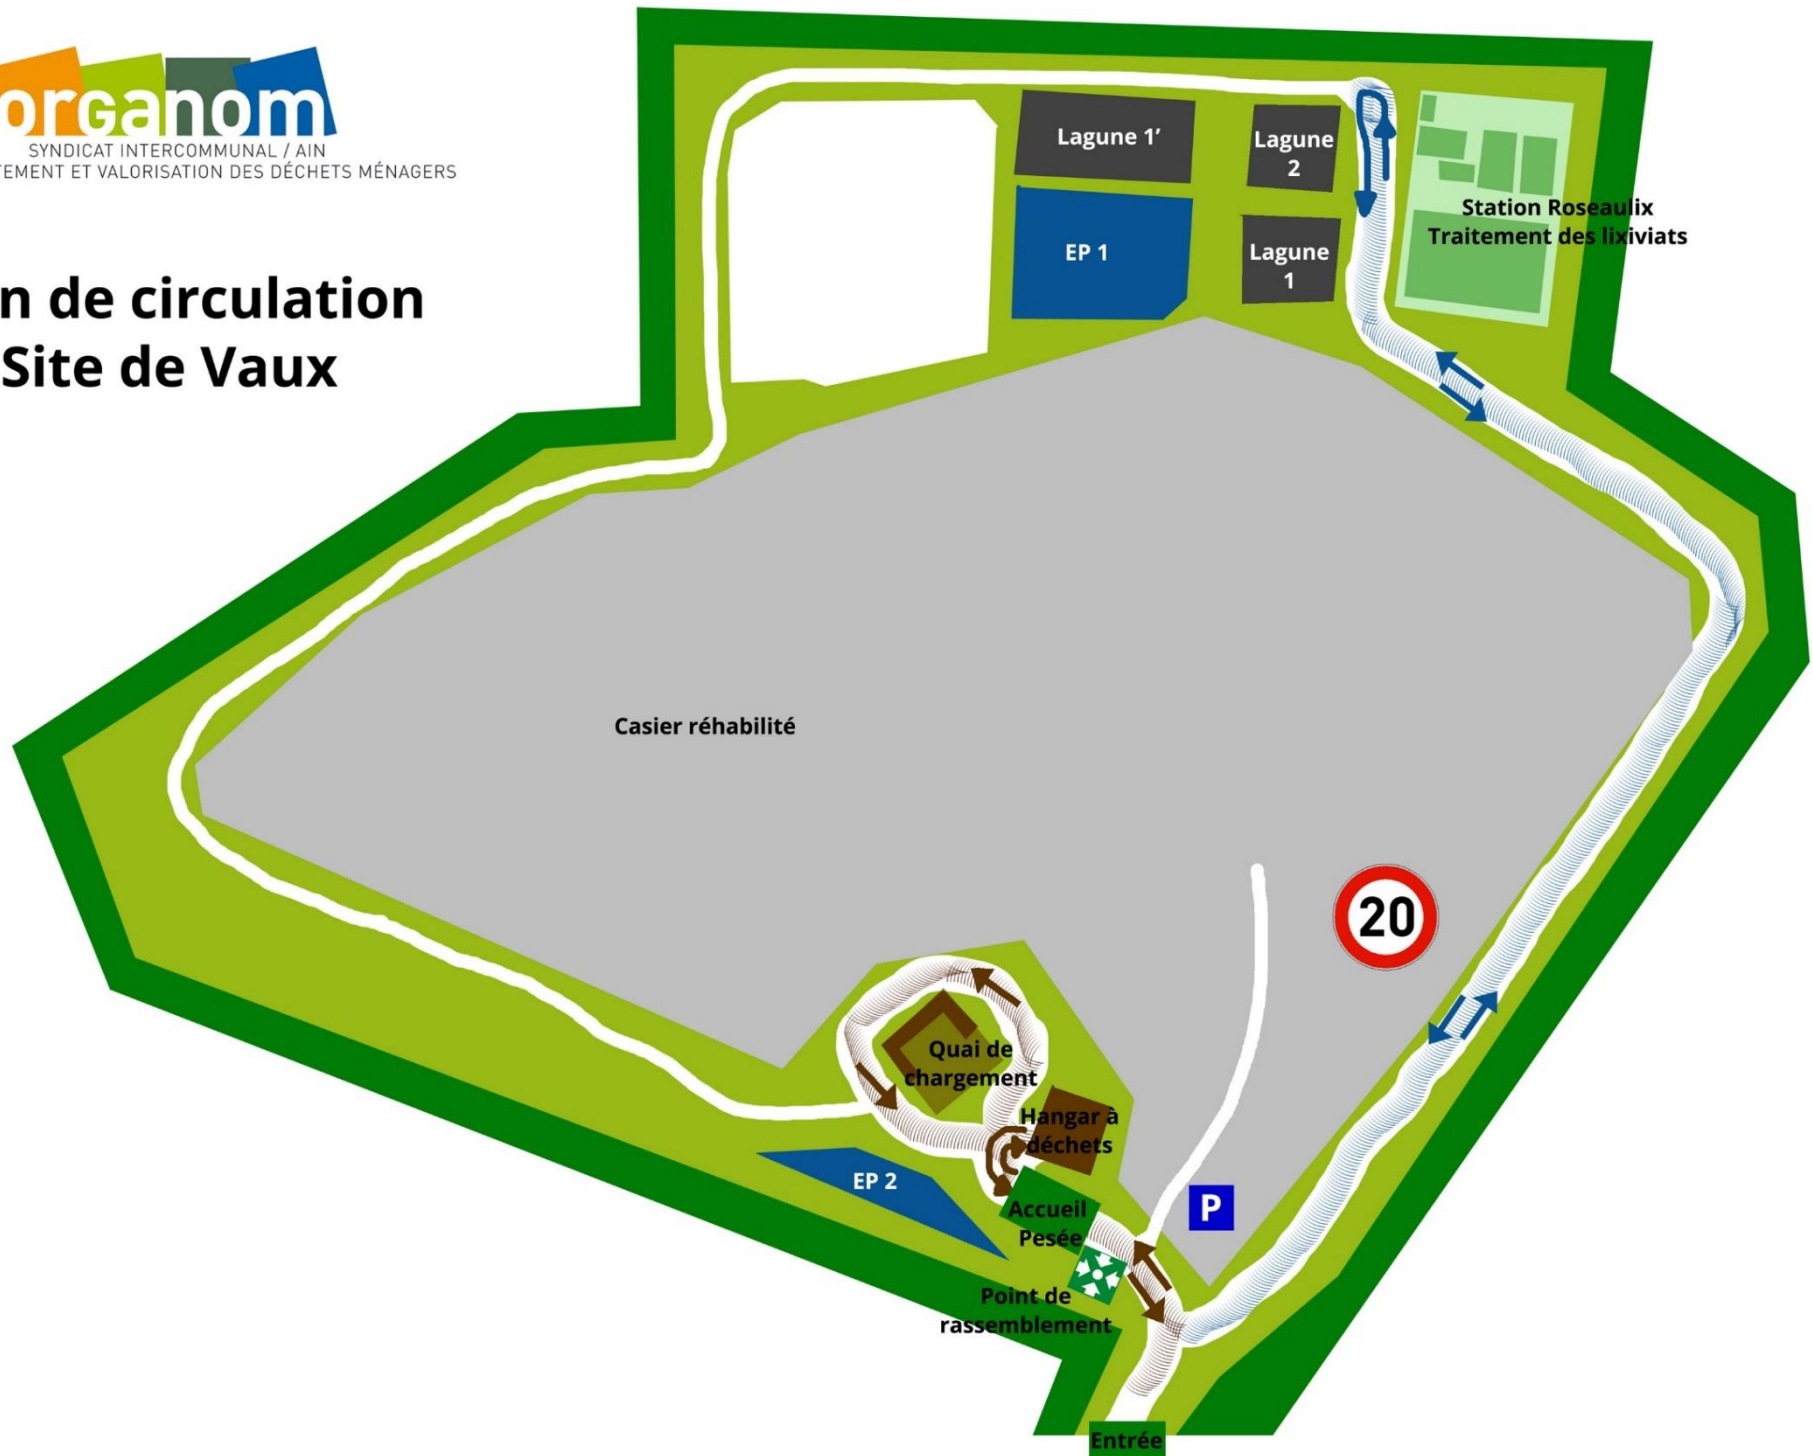 organom
SYNDICAT INTERCOMMUNAL / AIN
TEMENT ET VALORISATION DES DÉCHETS MÉNAGERS
n de circulation
Site de Vaux
Lagune 1'
Lagune
2
EP 1
Lagune
1
Station Roseaulix
Traitement des lixiviats
Casier réhabilité
20
Quai de
chargement
Hangar à
déchets
EP 2
Accueil
Pesée
P
Point de
rassemblement
Entrée